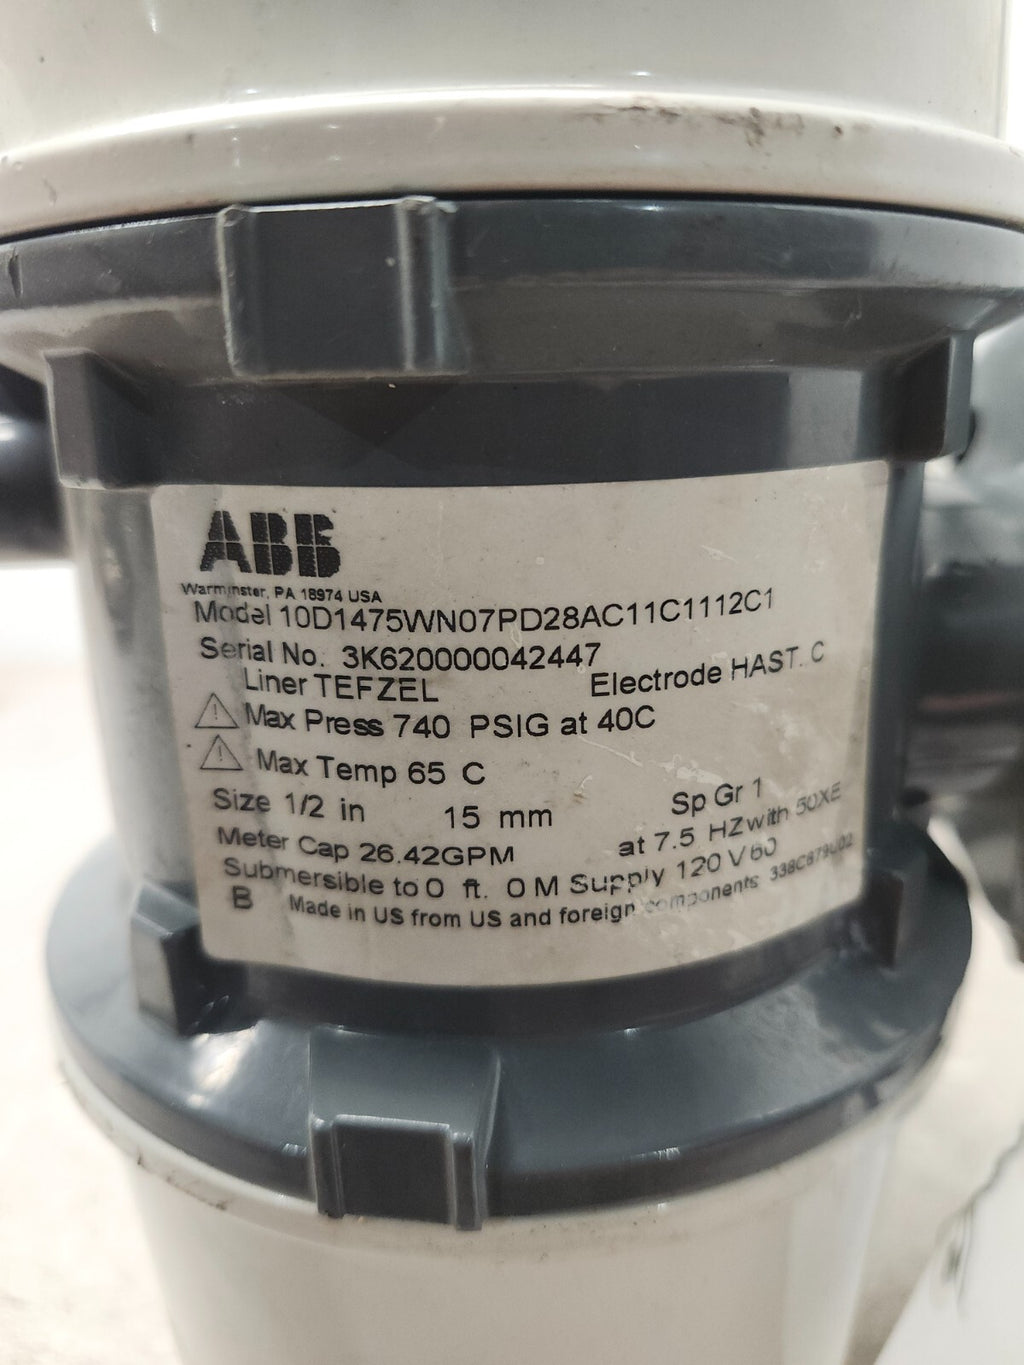 ABB
Warminster, PA 18974 USA
Model 10D1475WN07PD28AC11C1112C1
Serial No. 3K620000042447
Liner TEFZEL Electrode HAST. C
Max Press 740 PSIG at 40C
Max Temp 65 C
Size 1/2 in 15 mm Sp Gr 1
Meter Cap 26.42GPM at 7.5 HZ with 50XE
Submersible to 0 ft. 0 M Supply 120 V 60
B Made in US from US and foreign components